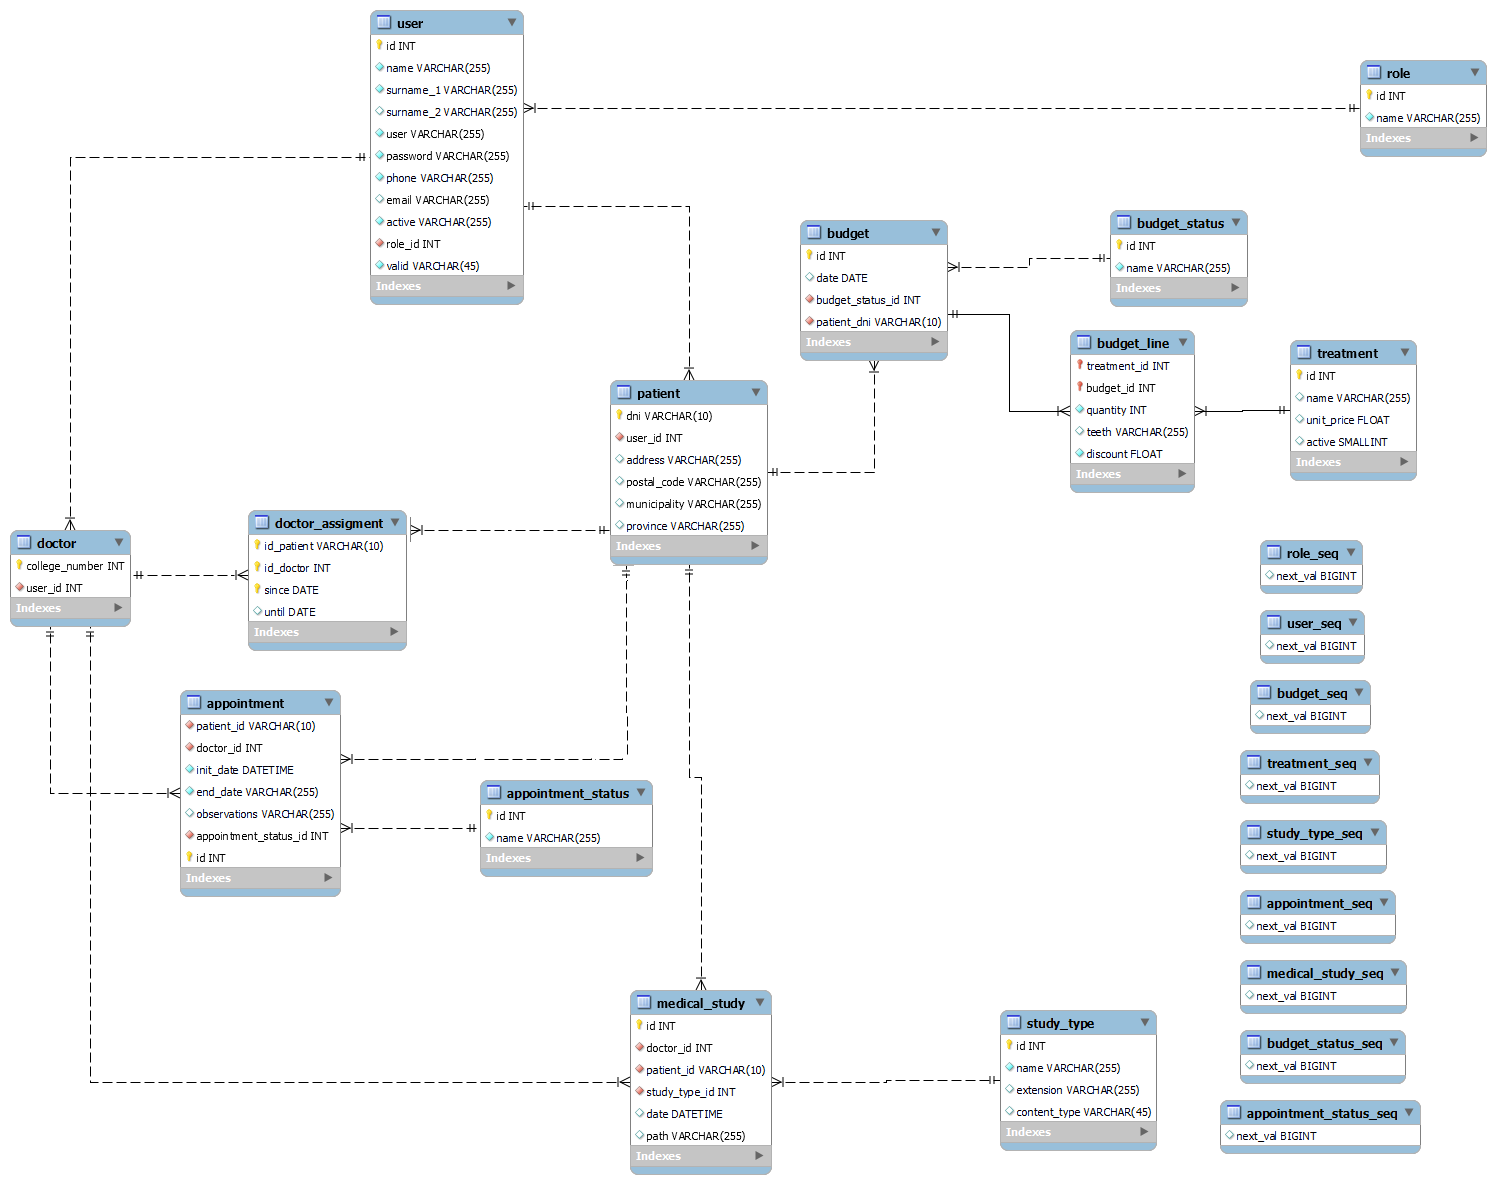 user
id INT
name VARCHAR(255)
surname_1 VARCHAR(255)
surname_2 VARCHAR(255)
user VARCHAR(255)
password VARCHAR(255)
phone VARCHAR(255)
email VARCHAR(255)
active VARCHAR(255)
role_id INT
valid VARCHAR(45)
Indexes
role
id INT
name VARCHAR(255)
Indexes
budget
id INT
date DATE
budget_status_id INT
patient_dni VARCHAR(10)
Indexes
budget_status
id INT
name VARCHAR(255)
Indexes
budget_line
treatment_id INT
budget_id INT
quantity INT
teeth VARCHAR(255)
discount FLOAT
Indexes
treatment
id INT
name VARCHAR(255)
unit_price FLOAT
active SMALLINT
Indexes
patient
dni VARCHAR(10)
user_id INT
address VARCHAR(255)
postal_code VARCHAR(255)
municipality VARCHAR(255)
province VARCHAR(255)
Indexes
doctor
college_number INT
user_id INT
Indexes
doctor_assigment
id_patient VARCHAR(10)
id_doctor INT
since DATE
until DATE
Indexes
appointment
patient_id VARCHAR(10)
doctor_id INT
init_date DATETIME
end_date VARCHAR(255)
observations VARCHAR(255)
appointment_status_id INT
id INT
Indexes
appointment_status
id INT
name VARCHAR(255)
Indexes
medical_study
id INT
doctor_id INT
patient_id VARCHAR(10)
study_type_id INT
date DATETIME
path VARCHAR(255)
Indexes
study_type
id INT
name VARCHAR(255)
extension VARCHAR(255)
content_type VARCHAR(45)
Indexes
role_seq
next_val BIGINT
user_seq
next_val BIGINT
budget_seq
next_val BIGINT
treatment_seq
next_val BIGINT
study_type_seq
next_val BIGINT
appointment_seq
next_val BIGINT
medical_study_seq
next_val BIGINT
budget_status_seq
next_val BIGINT
appointment_status_seq
next_val BIGINT